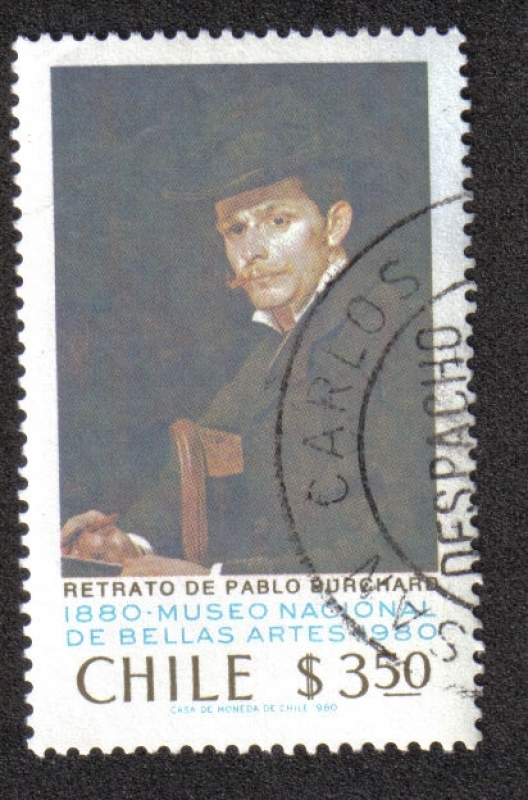 RETRATO DE PABLO BURCHARD
1880-MUSEO NACIONAL
DE BELLAS ARTES-1980
CHILE $ 3.50
CASA DE MONEDA DE CHILE 1980
CARLOS
DESPACHO